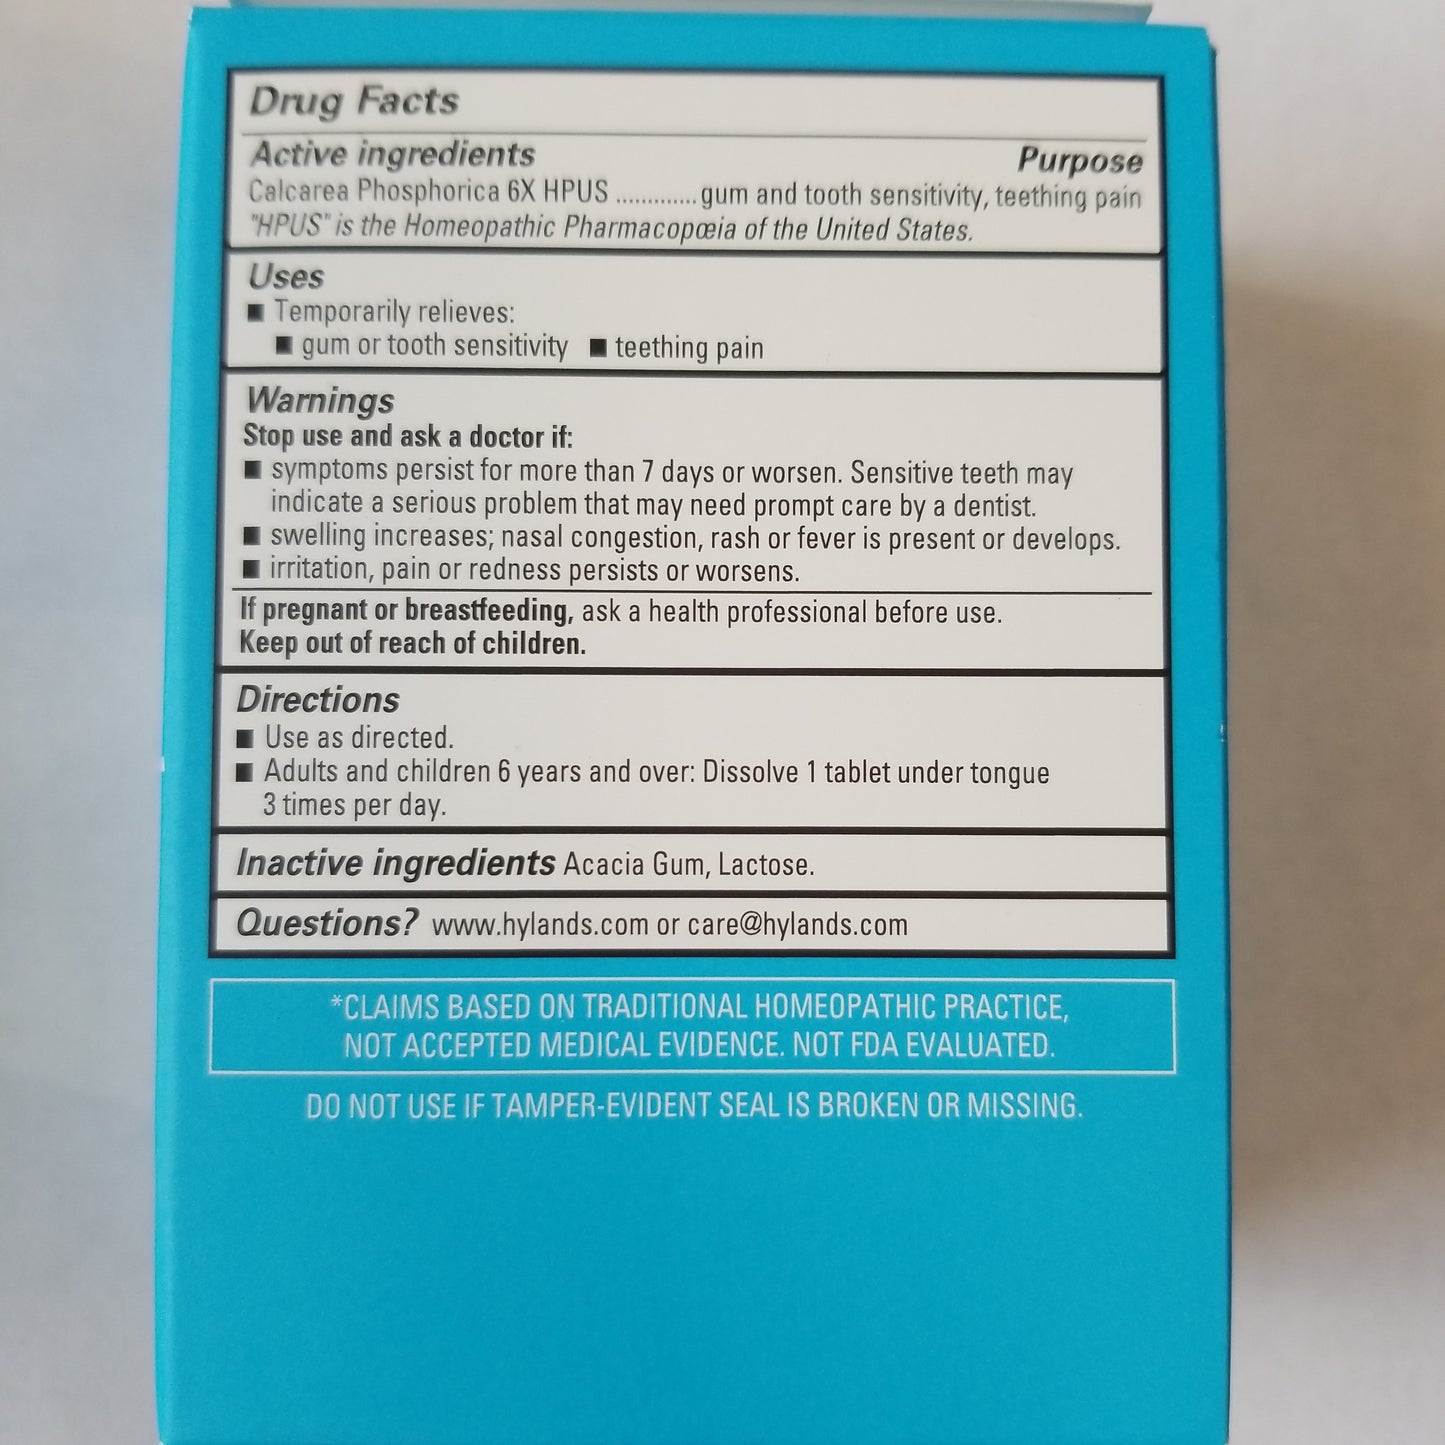 Drug Facts
Active ingredients Purpose
Calcarea Phosphorica 6X HPUS .............gum and tooth sensitivity, teething pain
"HPUS" is the Homeopathic Pharmacopœia of the United States.
Uses
■ Temporarily relieves:
■ gum or tooth sensitivity ■ teething pain
Warnings
Stop use and ask a doctor if:
■ symptoms persist for more than 7 days or worsen. Sensitive teeth may
indicate a serious problem that may need prompt care by a dentist.
■ swelling increases; nasal congestion, rash or fever is present or develops.
■ irritation, pain or redness persists or worsens.
If pregnant or breastfeeding, ask a health professional before use.
Keep out of reach of children.
Directions
■ Use as directed.
■ Adults and children 6 years and over: Dissolve 1 tablet under tongue
3 times per day.
Inactive ingredients Acacia Gum, Lactose.
Questions? www.hylands.com or care@hylands.com
*CLAIMS BASED ON TRADITIONAL HOMEOPATHIC PRACTICE,
NOT ACCEPTED MEDICAL EVIDENCE. NOT FDA EVALUATED.
DO NOT USE IF TAMPER-EVIDENT SEAL IS BROKEN OR MISSING.